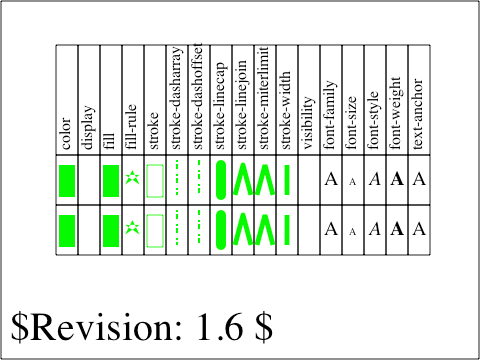 color
display
fill
fill-rule
stroke
stroke-dasharray
stroke-dashoffset
stroke-linecap
stroke-linejoin
stroke-miterlimit
stroke-width
visibility
font-family
font-size
font-style
font-weight
text-anchor
A A A A A
A A A A A
$Revision: 1.6 $